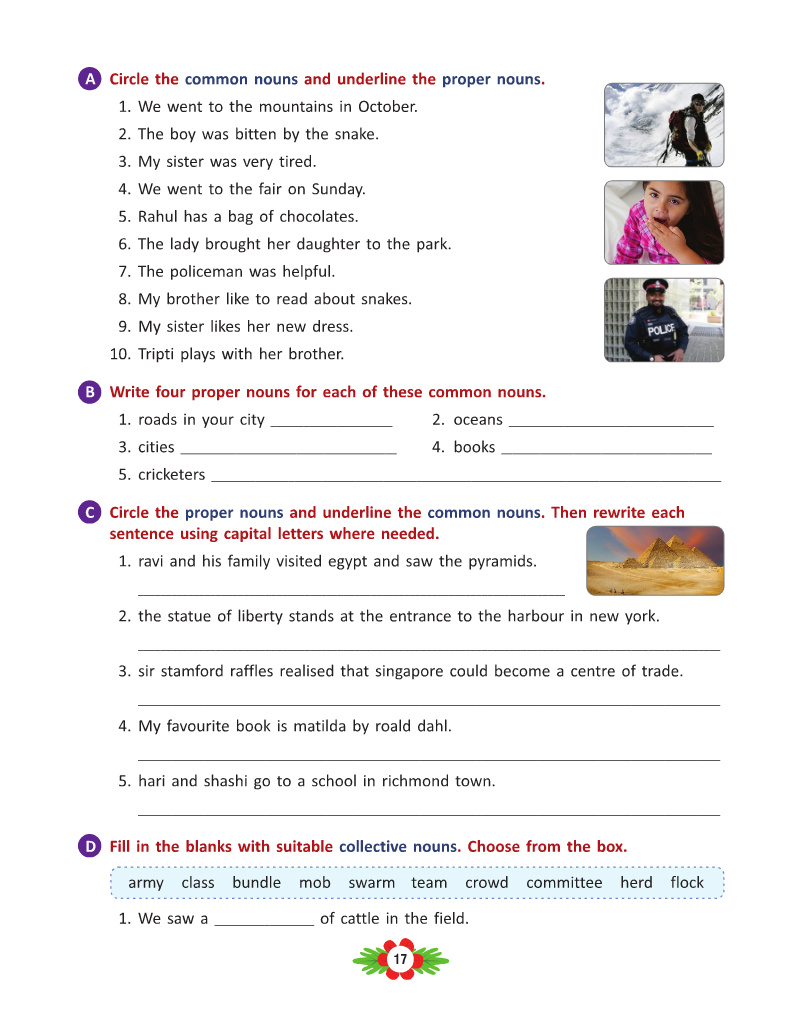 A Circle the common nouns and underline the proper nouns.
1. We went to the mountains in October.
2. The boy was bitten by the snake.
3. My sister was very tired.
4. We went to the fair on Sunday.
5. Rahul has a bag of chocolates.
6. The lady brought her daughter to the park.
7. The policeman was helpful.
8. My brother like to read about snakes.
9. My sister likes her new dress.
10. Tripti plays with her brother.
POLICE
B Write four proper nouns for each of these common nouns.
1. roads in your city _______________ 2. oceans _________________________
3. cities __________________________ 4. books __________________________
5. cricketers ______________________________________________________________
C Circle the proper nouns and underline the common nouns. Then rewrite each
sentence using capital letters where needed.
1. ravi and his family visited egypt and saw the pyramids.
2. the statue of liberty stands at the entrance to the harbour in new york.
3. sir stamford raffles realised that singapore could become a centre of trade.
4. My favourite book is matilda by roald dahl.
5. hari and shashi go to a school in richmond town.
D Fill in the blanks with suitable collective nouns. Choose from the box.
army class bundle mob swarm team crowd committee herd flock
1. We saw a ____________ of cattle in the field.
17